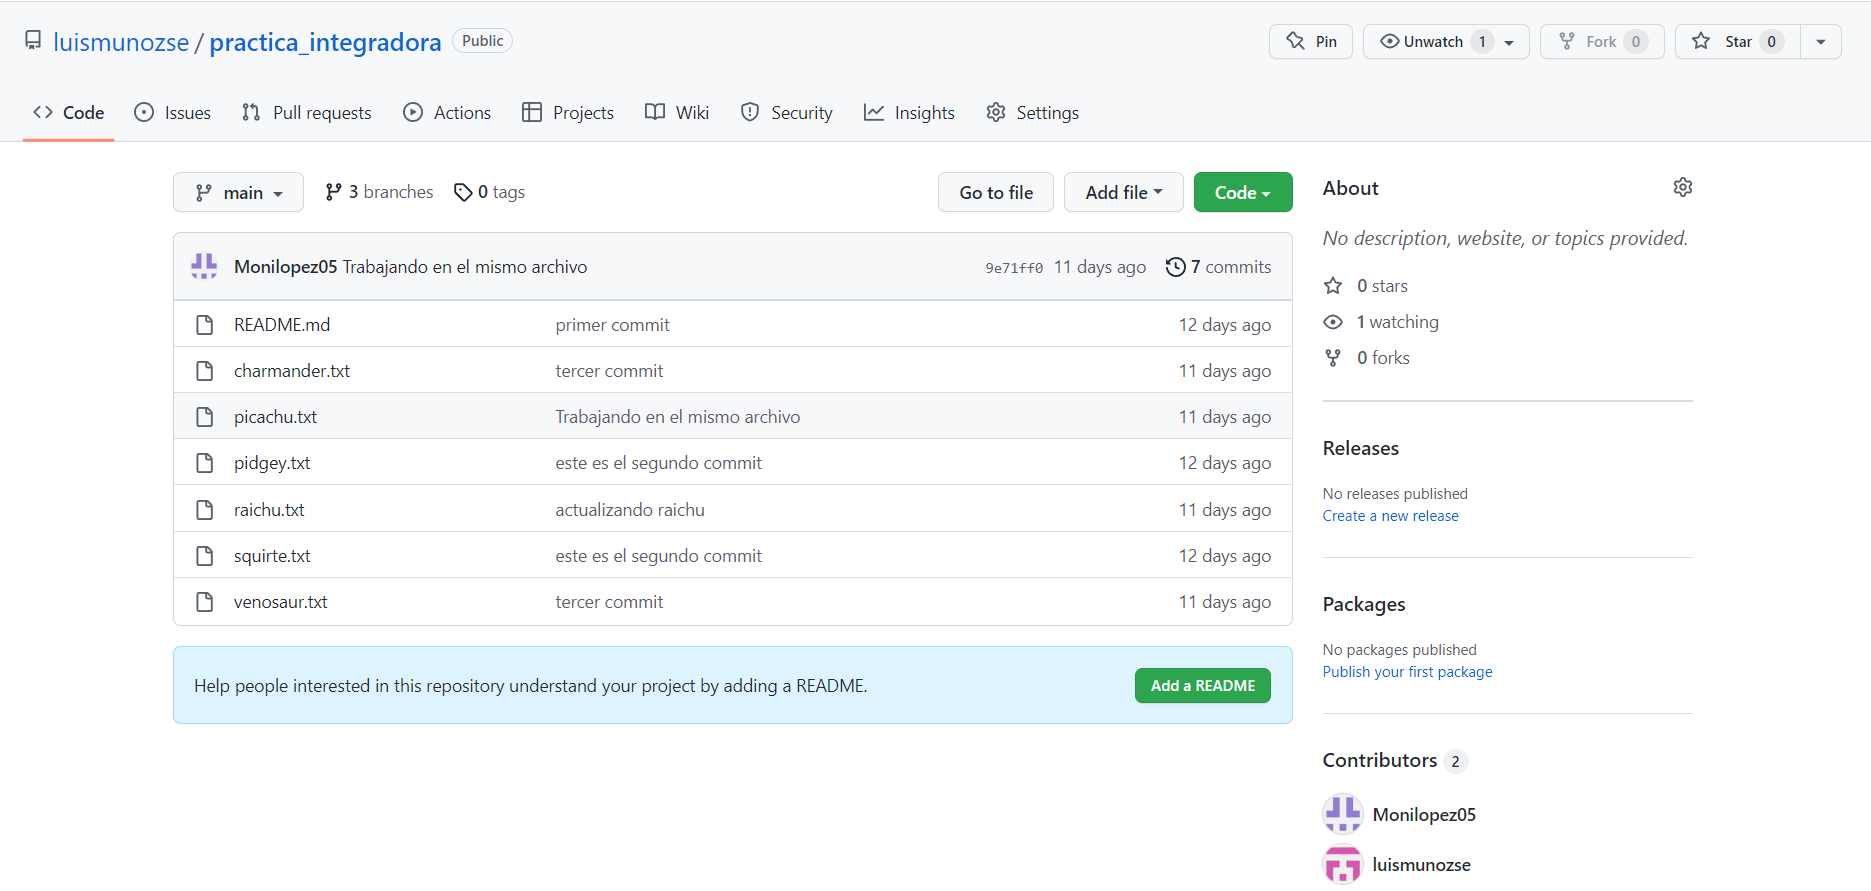 luismunozse / practica_integradora Public
Pin
Unwatch 1
Fork 0
Star 0
Code
Issues
Pull requests
Actions
Projects
Wiki
Security
Insights
Settings
main
3 branches
0 tags
Go to file
Add file
Code
Monilopez05 Trabajando en el mismo archivo 9e71ff0 11 days ago 7 commits
README.md primer commit 12 days ago
charmander.txt tercer commit 11 days ago
picachu.txt Trabajando en el mismo archivo 11 days ago
pidgey.txt este es el segundo commit 12 days ago
raichu.txt actualizando raichu 11 days ago
squirte.txt este es el segundo commit 12 days ago
venosaur.txt tercer commit 11 days ago
Help people interested in this repository understand your project by adding a README.
Add a README
About
No description, website, or topics provided.
0 stars
1 watching
0 forks
Releases
No releases published
Create a new release
Packages
No packages published
Publish your first package
Contributors 2
Monilopez05
luismunozse